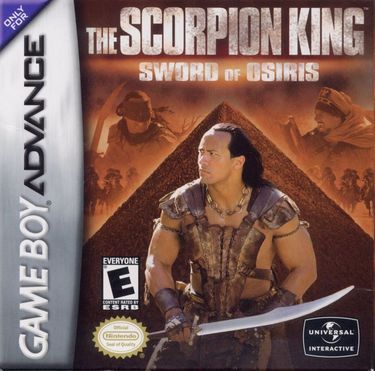 ONLY
FOR
GAME BOY ADVANCE
THE SCORPION KING
SWORD OF OSIRIS
EVERYONE
E
CONTENT RATED BY
ESRB
Official
Nintendo
Seal of Quality
UNIVERSAL
INTERACTIVE